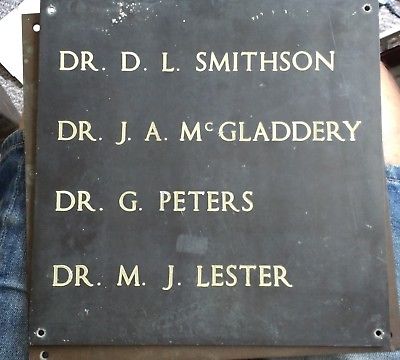 DR. D. L. SMITHSON
DR. J. A. McGLADDERY
DR. G. PETERS
DR. M. J. LESTER